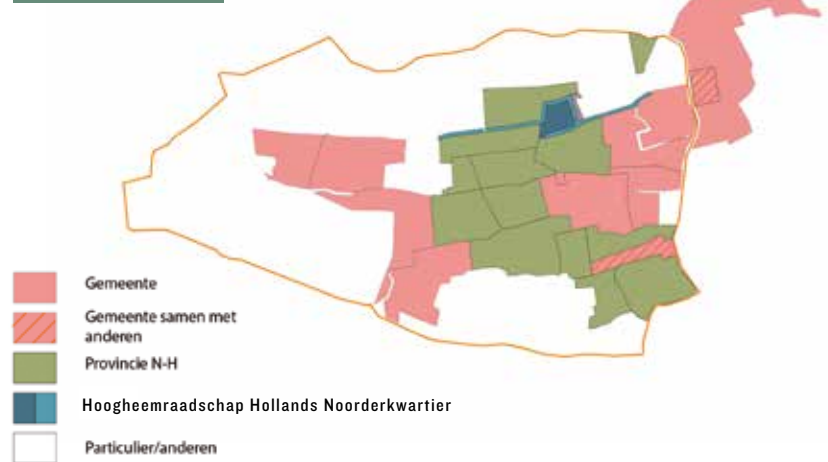 Gemeente
Gemeente samen met
anderen
Provincie N-H
Hoogheemraadschap Hollands Noorderkwartier
Particulier/anderen